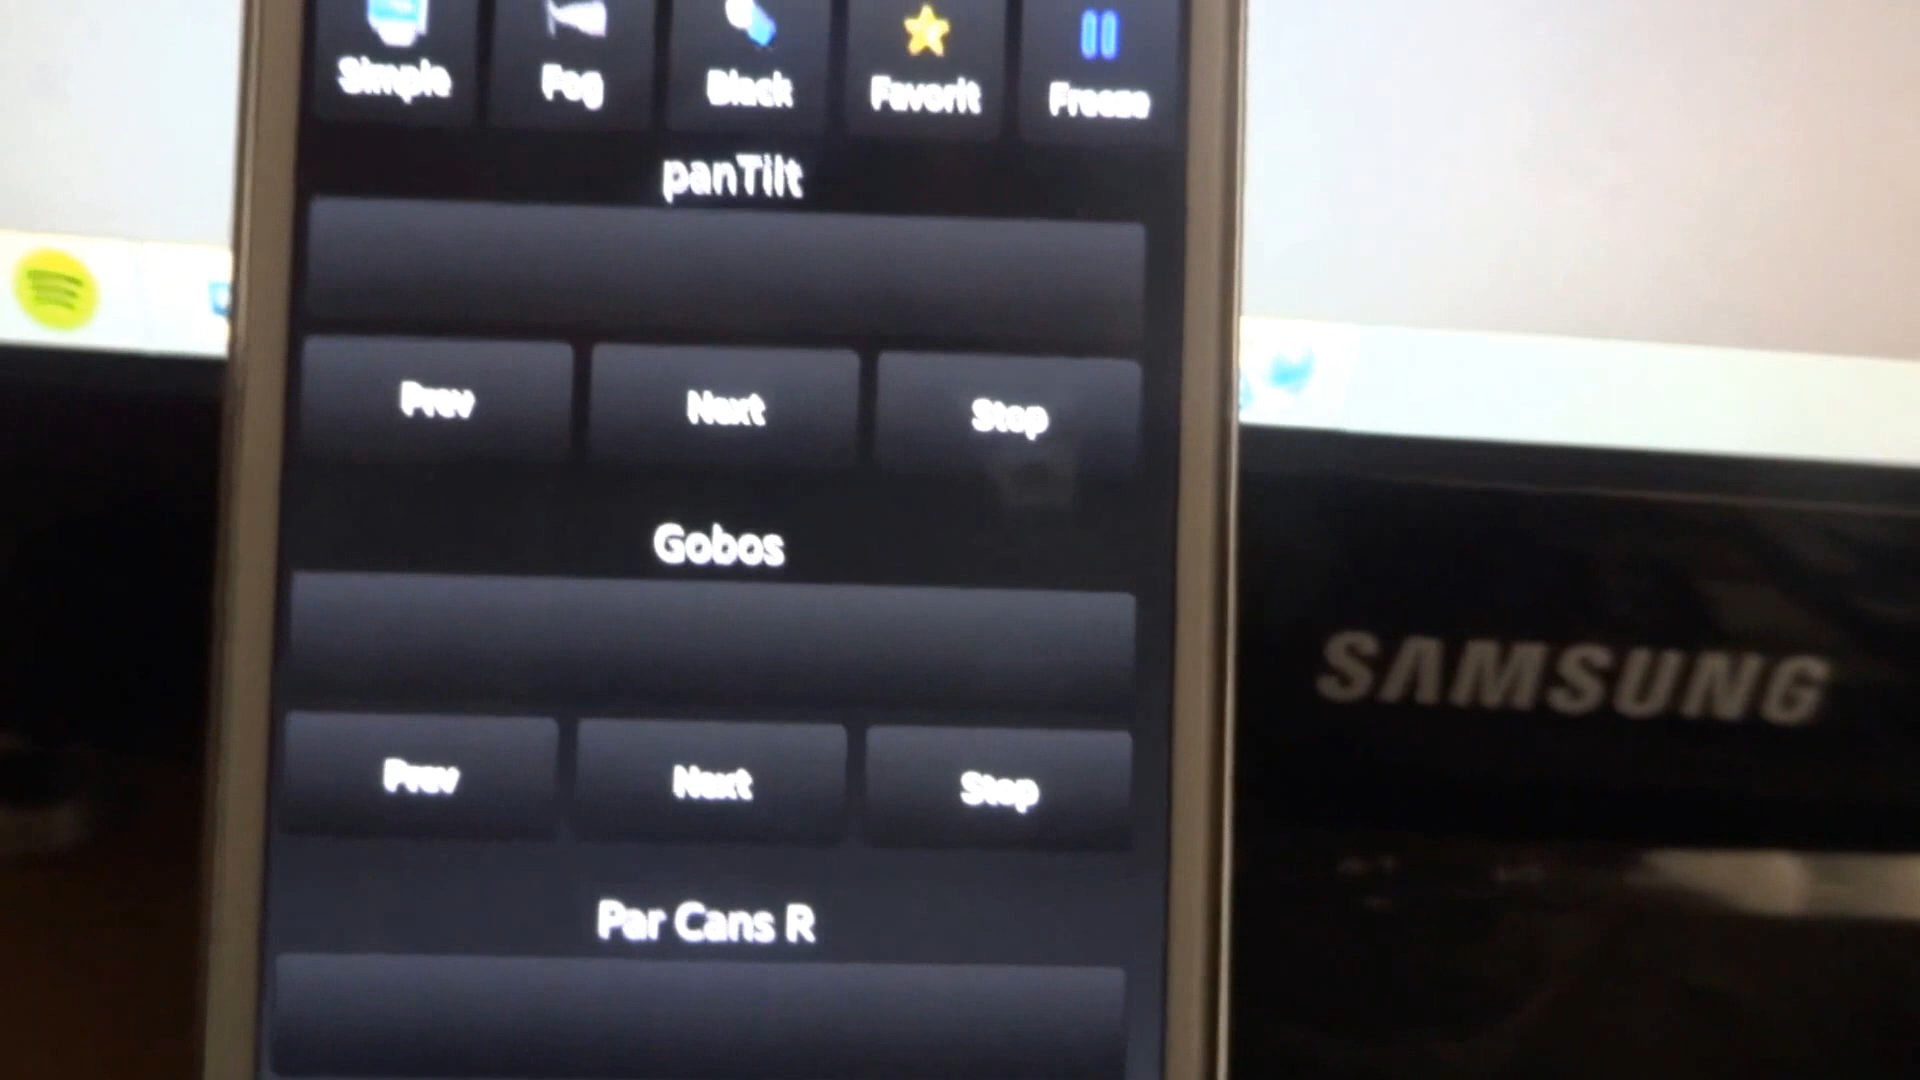 Simple Fog Black Favorit Freeze
panTilt
Prev Next Stop
Gobos
Prev Next Stop
Par Cans R
SAMSUNG